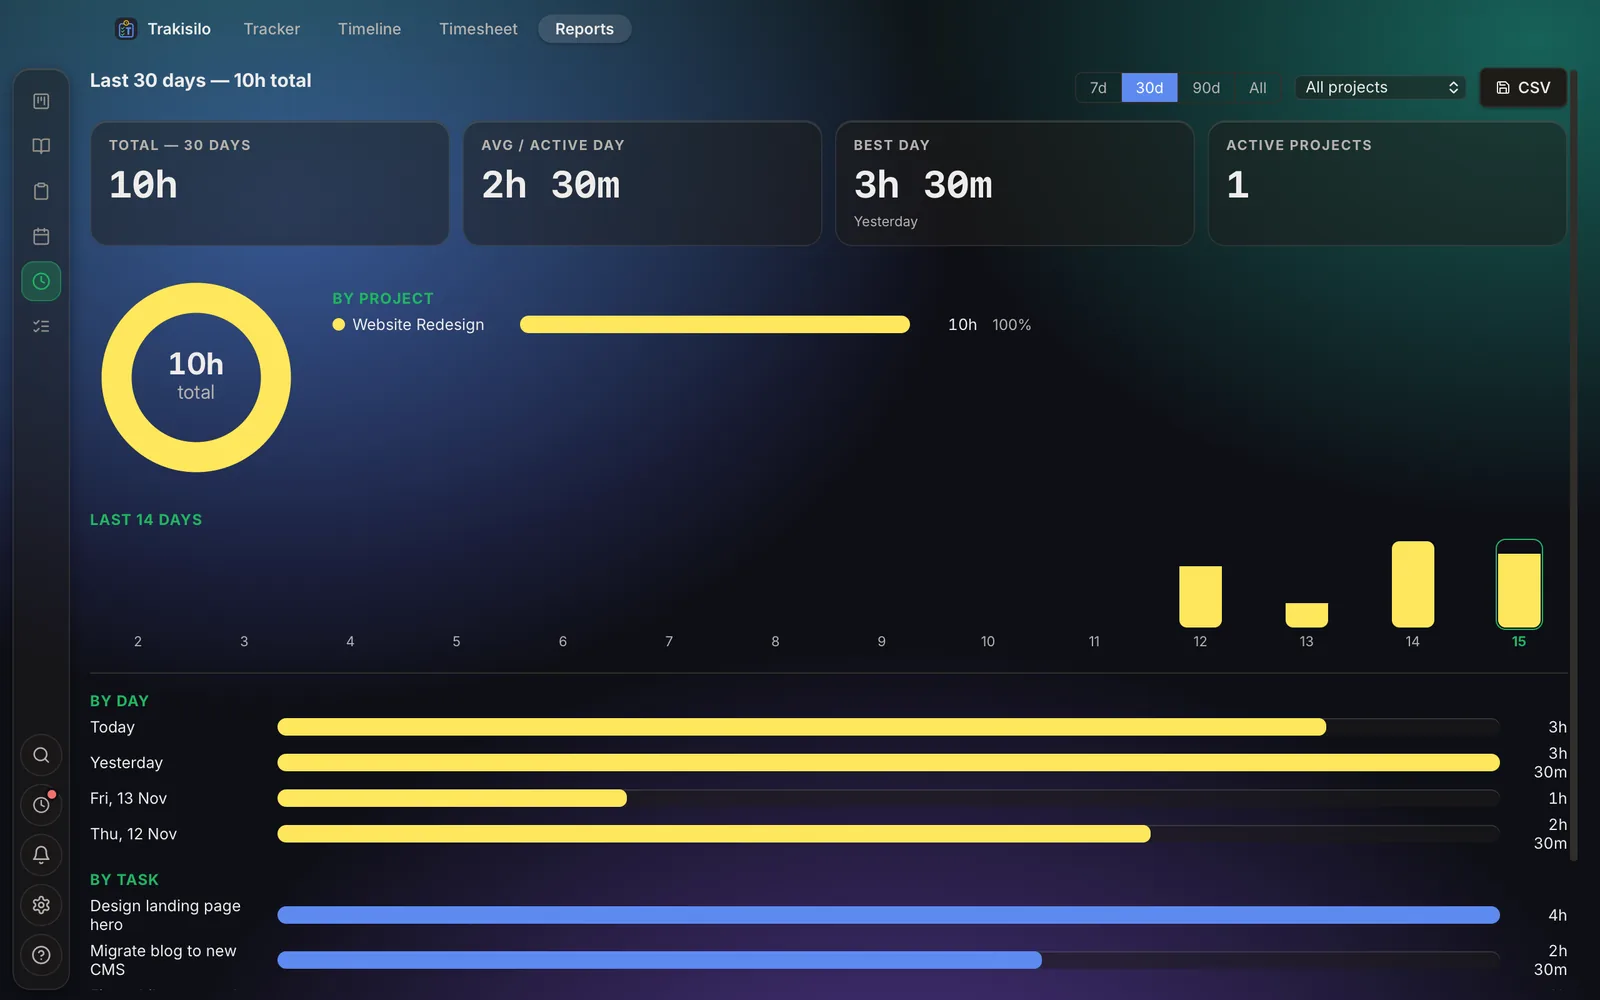 Trakisilo
Tracker
Timeline
Timesheet
Reports
Last 30 days — 10h total
7d
30d
90d
All
All projects
CSV
TOTAL — 30 DAYS
10h
AVG / ACTIVE DAY
2h 30m
BEST DAY
3h 30m
Yesterday
ACTIVE PROJECTS
1
10h
total
BY PROJECT
Website Redesign
10h
100%
LAST 14 DAYS
2
3
4
5
6
7
8
9
10
11
12
13
14
15
BY DAY
Today
3h
Yesterday
3h
30m
Fri, 13 Nov
1h
Thu, 12 Nov
2h
30m
BY TASK
Design landing page
hero
4h
Migrate blog to new
CMS
2h
30m